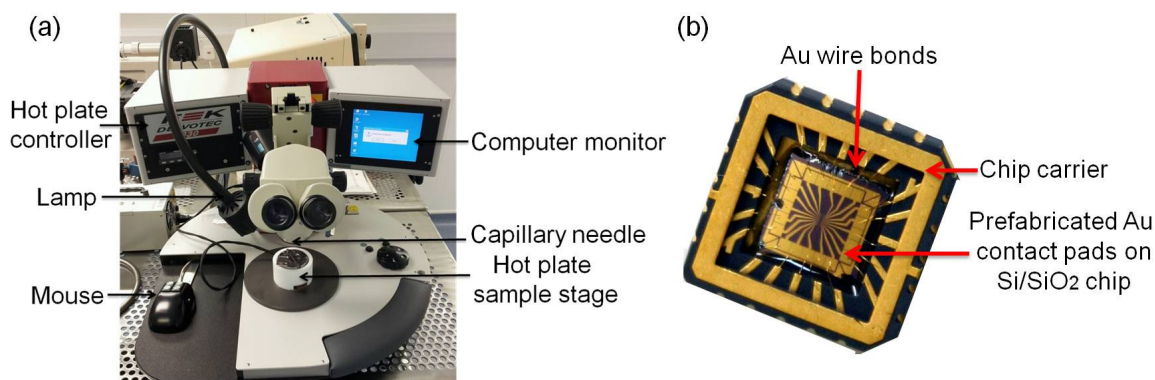 (a)
Hot plate
controller
Lamp
Mouse
Computer monitor
Capillary needle
Hot plate
sample stage
(b)
Au wire bonds
Chip carrier
Prefabricated Au
contact pads on
Si/SiO2 chip